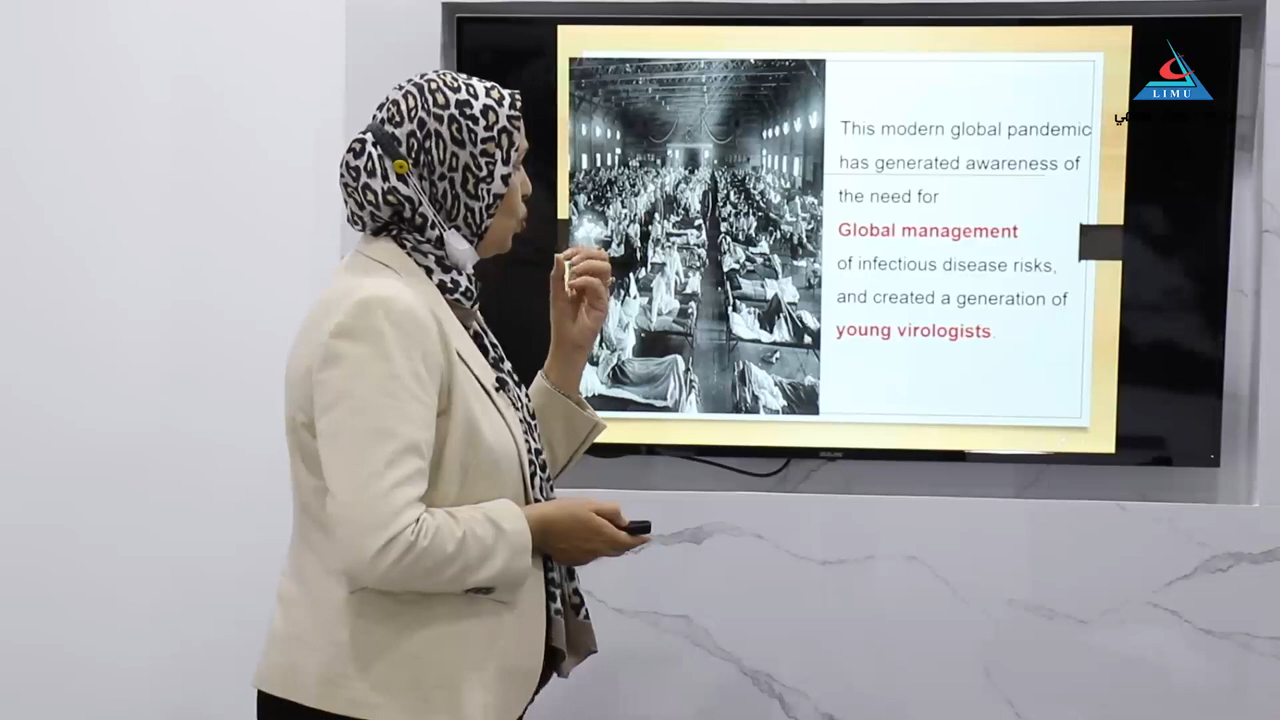 This modern global pandemic
has generated awareness of
the need for
Global management
of infectious disease risks,
and created a generation of
young virologists.
LIMU